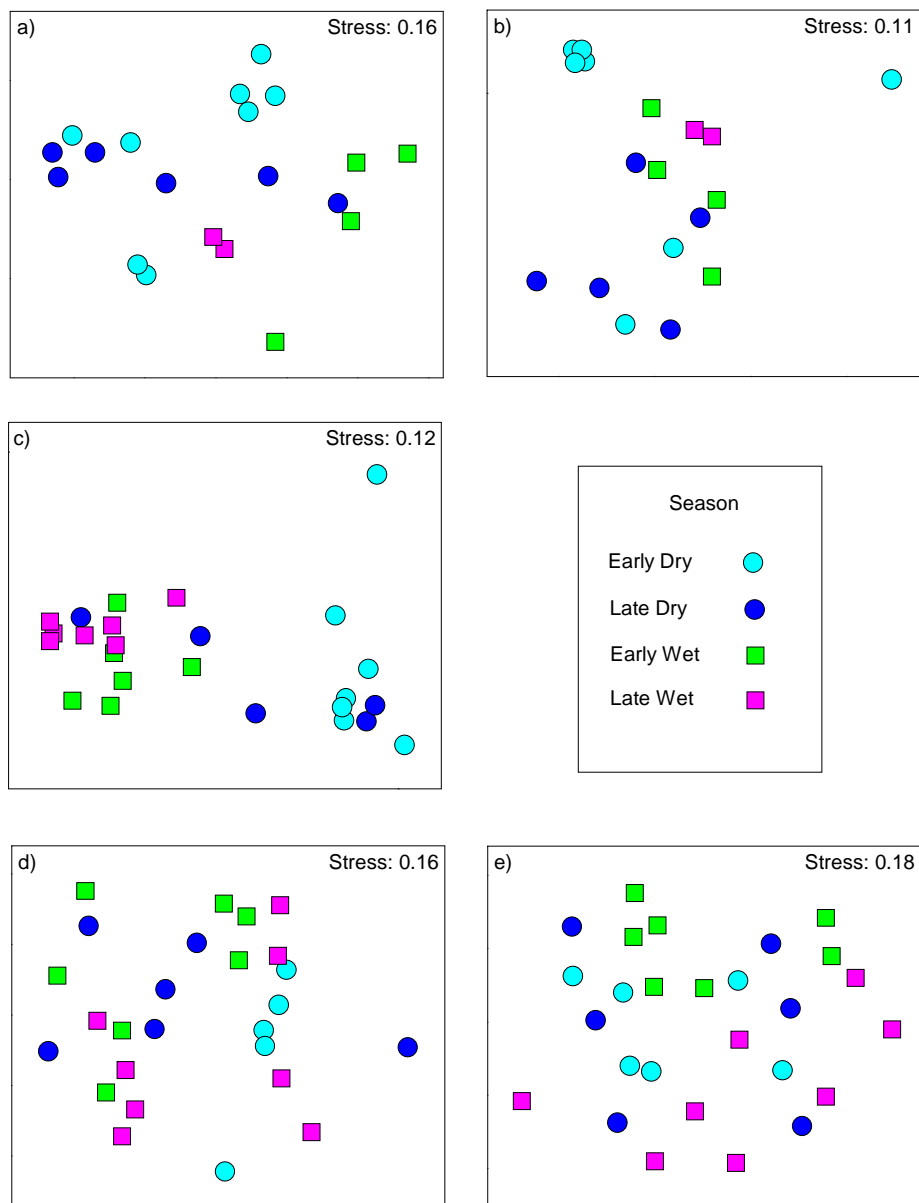 a) Stress: 0.16
b) Stress: 0.11
c) Stress: 0.12
Season
Early Dry
Late Dry
Early Wet
Late Wet
d) Stress: 0.16
e) Stress: 0.18